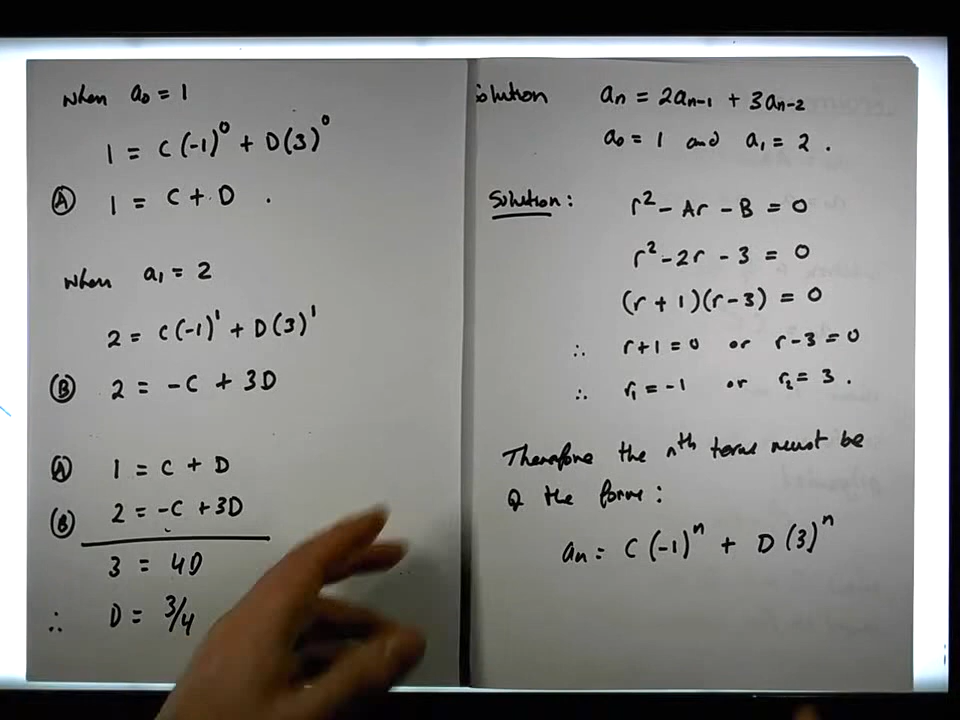 when a₀ = 1
1 = C(-1)⁰ + D(3)⁰
Ⓐ 1 = C + D .
when a₁ = 2
2 = C(-1)¹ + D(3)¹
Ⓑ 2 = -C + 3D
Ⓐ 1 = C + D
Ⓑ 2 = -C + 3D
3 = 4D
∴ D = 3/4
Solution aₙ = 2aₙ₋₁ + 3aₙ₋₂
a₀ = 1 and a₁ = 2 .
Solution : r² - Ar - B = 0
r² - 2r - 3 = 0
(r + 1)(r - 3) = 0
∴ r + 1 = 0 or r - 3 = 0
∴ r₁ = -1 or r₂ = 3 .
Therefore the nᵗʰ term must be
of the form :
aₙ = C(-1)ⁿ + D(3)ⁿ